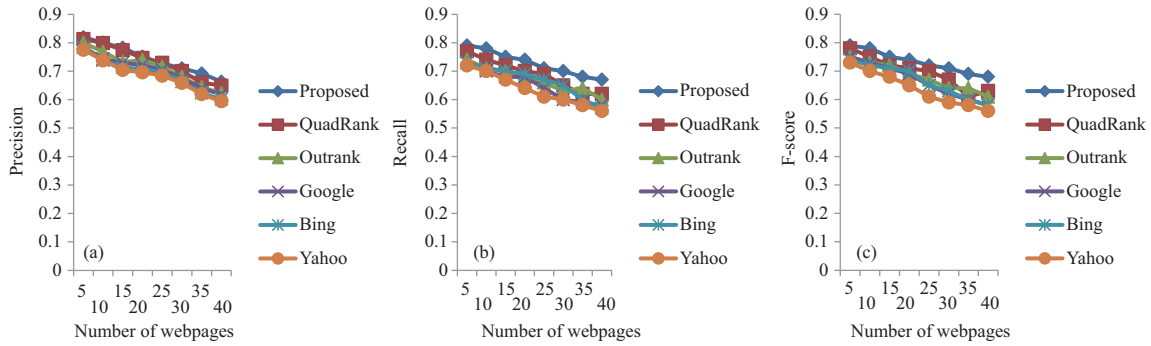 0.9
0.8
0.7
0.6
0.5
0.4
0.3
0.2
0.1
0
Precision
(a)
5
10
15
20
25
30
35
40
Number of webpages
Proposed
QuadRank
Outrank
Google
Bing
Yahoo
0.9
0.8
0.7
0.6
0.5
0.4
0.3
0.2
0.1
0
Recall
(b)
5
10
15
20
25
30
35
40
Number of webpages
Proposed
QuadRank
Outrank
Google
Bing
Yahoo
0.9
0.8
0.7
0.6
0.5
0.4
0.3
0.2
0.1
0
F-score
(c)
5
10
15
20
25
30
35
40
Number of webpages
Proposed
QuadRank
Outrank
Google
Bing
Yahoo